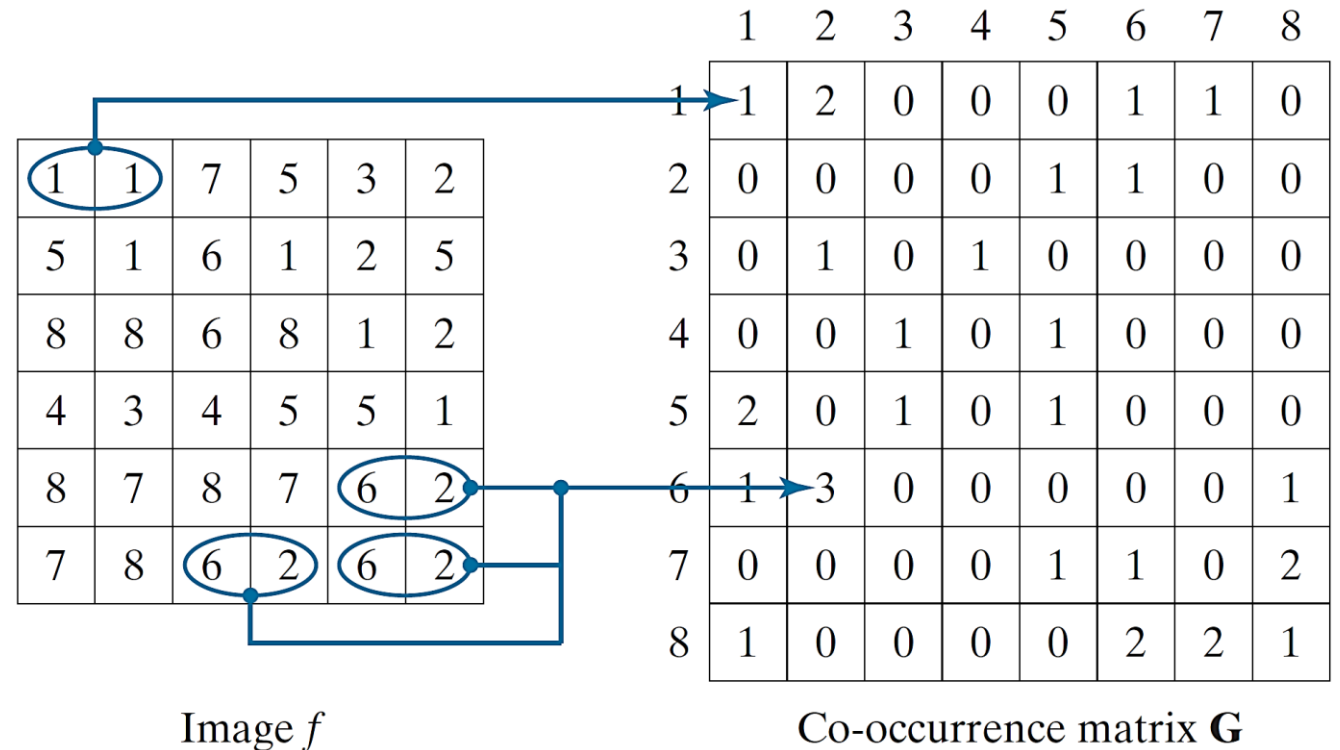 1 2 3 4 5 6 7 8
1 1 2 0 0 0 1 1 0
1 1 7 5 3 2
2 0 0 0 0 1 1 0 0
5 1 6 1 2 5
3 0 1 0 1 0 0 0 0
8 8 6 8 1 2
4 0 0 1 0 1 0 0 0
4 3 4 5 5 1
5 2 0 1 0 1 0 0 0
8 7 8 7 6 2
6 1 3 0 0 0 0 0 1
7 8 6 2 6 2
7 0 0 0 0 1 1 0 2
8 1 0 0 0 0 2 2 1
Image f
Co-occurrence matrix G